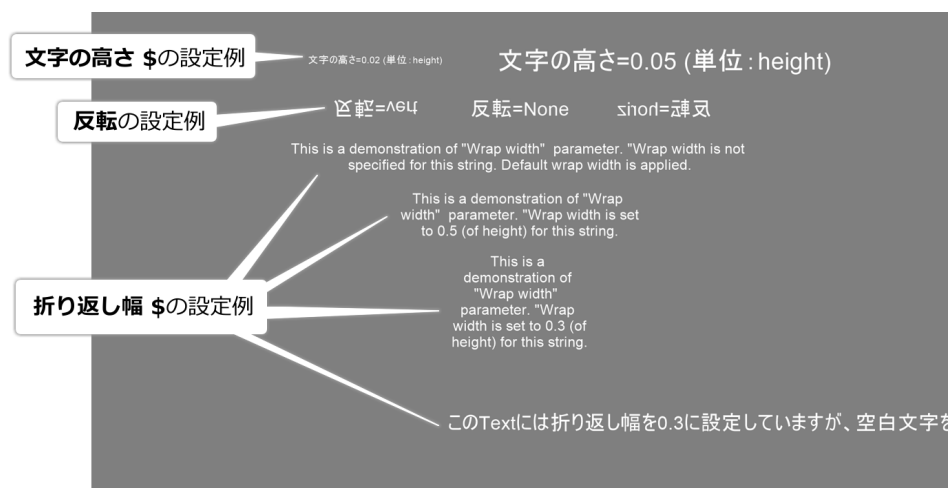 文字の高さ $の設定例
文字の高さ=0.02 (単位:height)
文字の高さ=0.05 (単位:height)
反転の設定例
反転=vert
反転=None
反転=horiz
This is a demonstration of "Wrap width"  parameter. "Wrap width is not
specified for this string. Default wrap width is applied.
This is a demonstration of "Wrap
width"  parameter. "Wrap width is set
to 0.5 (of height) for this string.
This is a
demonstration of
"Wrap width"
parameter. "Wrap
width is set to 0.3 (of
height) for this string.
折り返し幅 $の設定例
このTextには折り返し幅を0.3に設定していますが、空白文字を